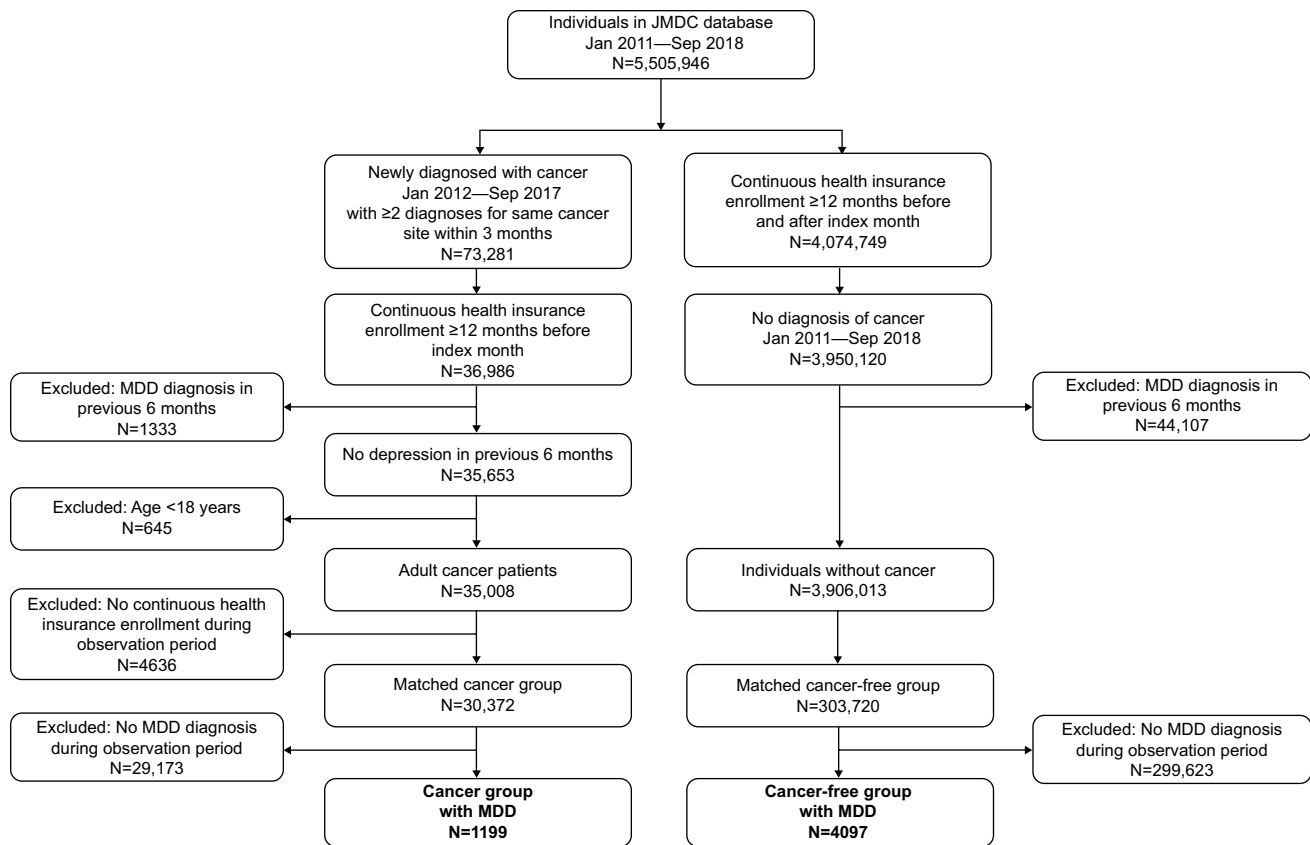 Individuals in JMDC database
Jan 2011—Sep 2018
N=5,505,946
Newly diagnosed with cancer
Jan 2012—Sep 2017
with ≥2 diagnoses for same cancer
site within 3 months
N=73,281
Continuous health insurance
enrollment ≥12 months before
and after index month
N=4,074,749
Continuous health insurance
enrollment ≥12 months before
index month
N=36,986
No diagnosis of cancer
Jan 2011—Sep 2018
N=3,950,120
Excluded: MDD diagnosis in
previous 6 months
N=1333
Excluded: MDD diagnosis in
previous 6 months
N=44,107
No depression in previous 6 months
N=35,653
Excluded: Age <18 years
N=645
Adult cancer patients
N=35,008
Individuals without cancer
N=3,906,013
Excluded: No continuous health
insurance enrollment during
observation period
N=4636
Matched cancer group
N=30,372
Matched cancer-free group
N=303,720
Excluded: No MDD diagnosis
during observation period
N=29,173
Excluded: No MDD diagnosis
during observation period
N=299,623
Cancer group
with MDD
N=1199
Cancer-free group
with MDD
N=4097